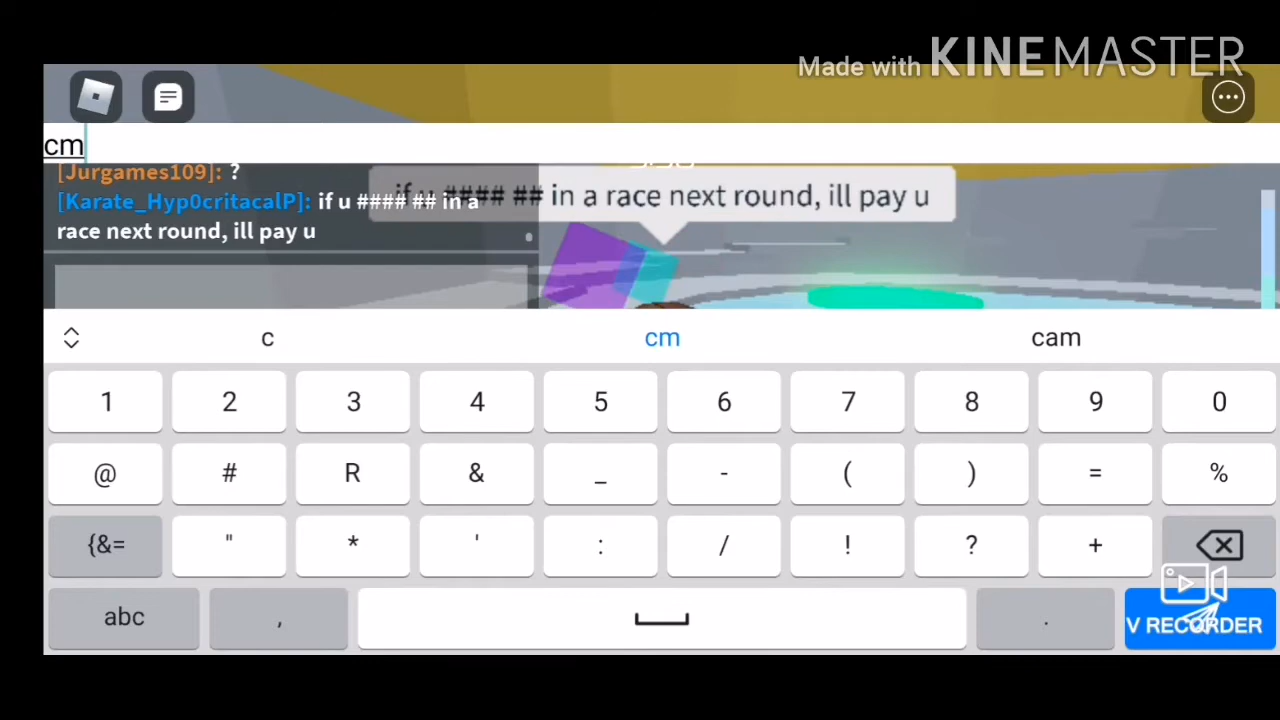 Made with KINEMASTER
cm
[Jurgames109]: ?
[Karate_Hyp0critacalP]: if u #### ## in a
race next round, ill pay u
if u #### ## in a race next round, ill pay u
c cm cam
1 2 3 4 5 6 7 8 9 0
@ # R & _ - ( ) = %
{&= " * ' : / ! ? +
abc , .
V RECORDER